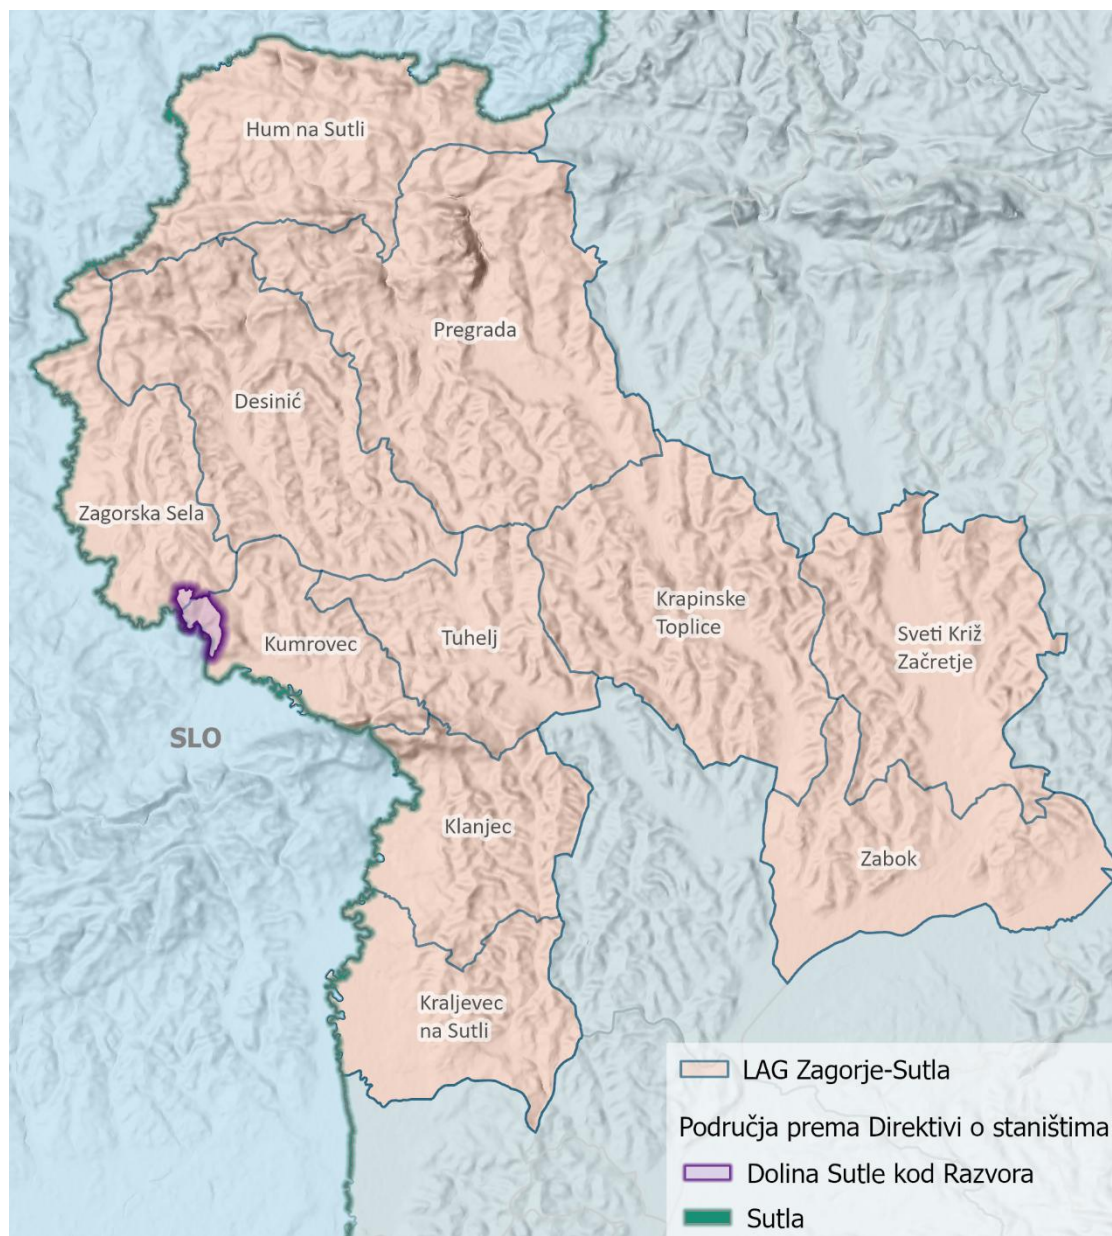 Hum na Sutli
Pregrada
Desinić
Zagorska Sela
Krapinske
Toplice
Sveti Križ
Začretje
Kumrovec
Tuhelj
SLO
Klanjec
Zabok
Kraljevec
na Sutli
LAG Zagorje-Sutla
Područja prema Direktivi o staništima
Dolina Sutle kod Razvora
Sutla